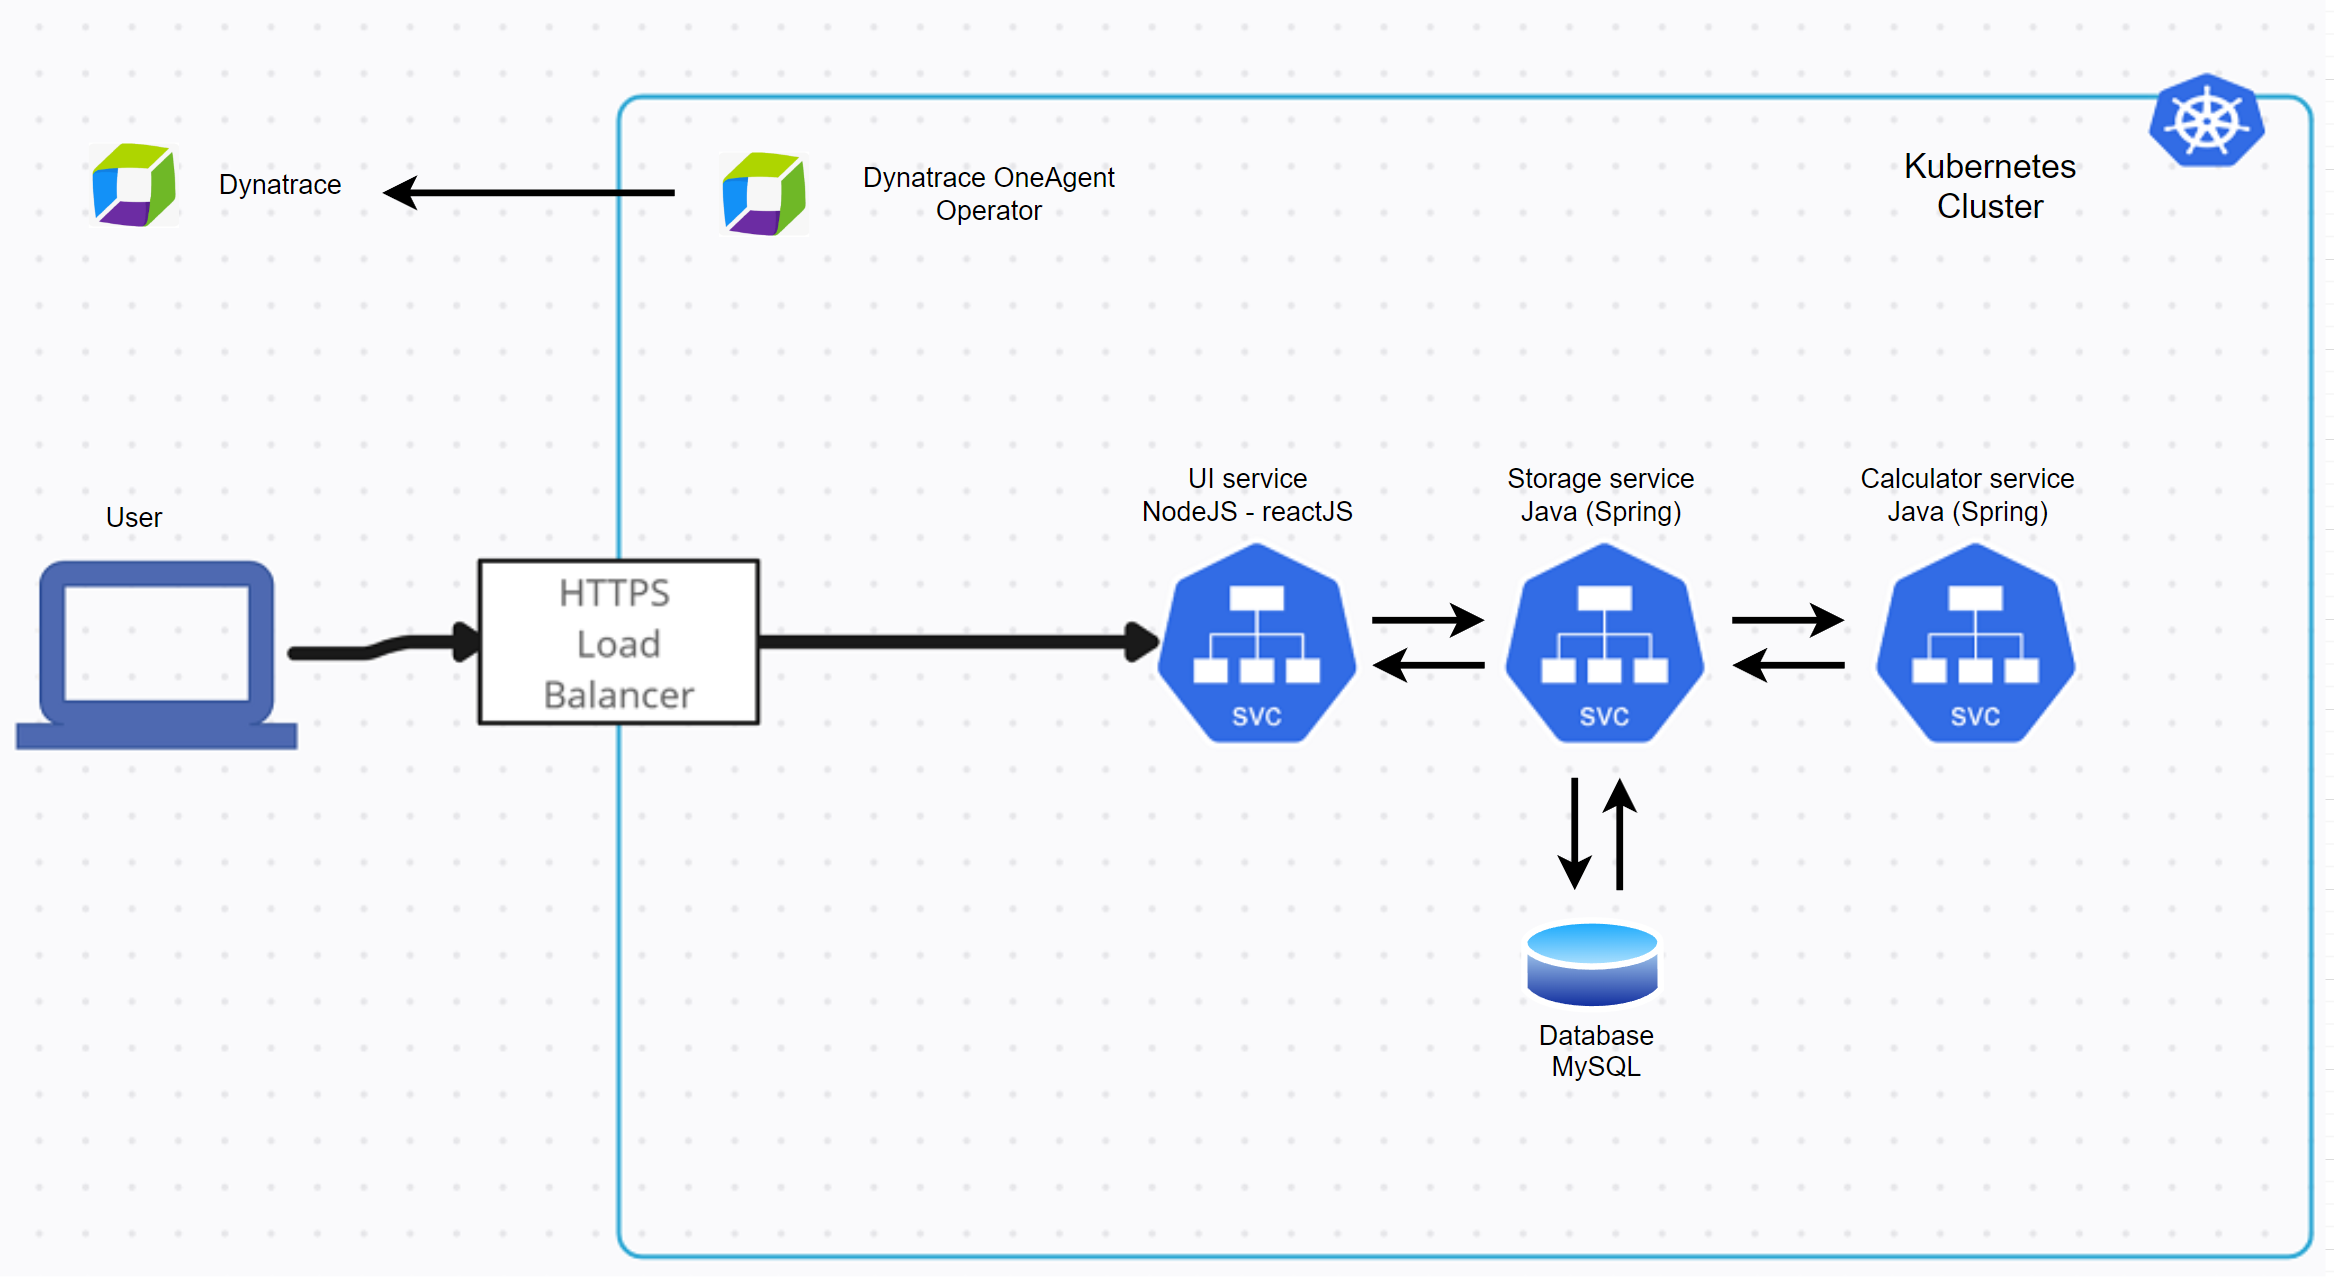 Dynatrace
Dynatrace OneAgent
Operator
Kubernetes
Cluster
User
HTTPS
Load
Balancer
UI service
NodeJS - reactJS
svc
Storage service
Java (Spring)
svc
Calculator service
Java (Spring)
svc
Database
MySQL